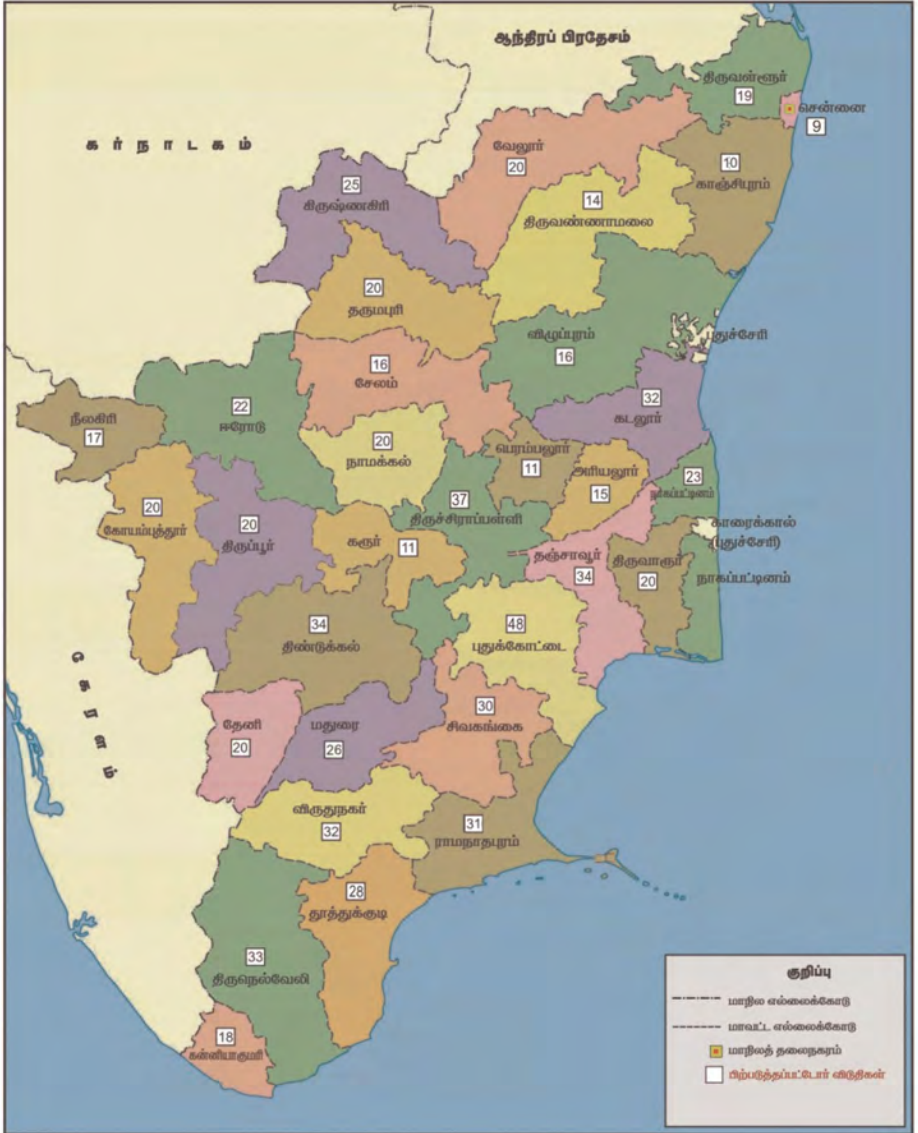 ஆந்திரப் பிரதேசம்
திருவள்ளூர்
19
சென்னை
9
கர்நாடகம்
வேலூர்
20
10
காஞ்சிபுரம்
25
கிருஷ்ணகிரி
14
திருவண்ணாமலை
20
தருமபுரி
விழுப்புரம்
16
புதுச்சேரி
16
சேலம்
32
கடலூர்
நீலகிரி
17
22
ஈரோடு
20
நாமக்கல்
பெரம்பலூர்
11
அரியலூர்
15
23
நாகப்பட்டினம்
37
திருச்சிராப்பள்ளி
20
கோயம்புத்தூர்
20
திருப்பூர்
கரூர்
11
தஞ்சாவூர்
34
திருவாரூர்
20
காரைக்கால்
(புதுச்சேரி)
நாகப்பட்டினம்
34
திண்டுக்கல்
48
புதுக்கோட்டை
கேரளம்
தேனி
20
மதுரை
26
30
சிவகங்கை
விருதுநகர்
32
31
ராமநாதபுரம்
28
தூத்துக்குடி
33
திருநெல்வேலி
18
கன்னியாகுமரி
குறிப்பு
மாநில எல்லைக்கோடு
மாவட்ட எல்லைக்கோடு
மாநிலத் தலைநகரம்
பிற்படுத்தப்பட்டோர் விடுதிகள்